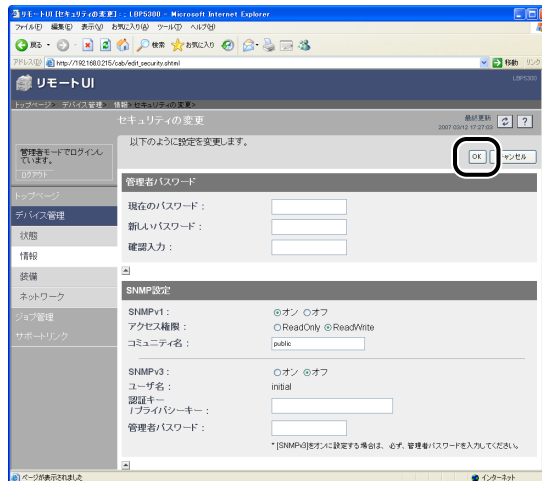 リモートUI [セキュリティの変更] : ; LBP5300 - Microsoft Internet Explorer
ファイル(F) 編集(E) 表示(V) お気に入り(A) ツール(T) ヘルプ(H)
戻る 検索 お気に入り
アドレス(D) http://192.168.0.215/cab/edit_security.shtml 移動 リンク
リモートUI LBP5300
トップページ> デバイス管理> 情報> セキュリティの変更>
セキュリティの変更 最終更新
2007 03/12 17:27:03
管理者モードでログインしています。
ログアウト
以下のように設定を変更します。
OK キャンセル
トップページ
デバイス管理
状態
情報
装備
ネットワーク
ジョブ管理
サポートリンク
管理者パスワード
現在のパスワード：
新しいパスワード：
確認入力：
SNMP設定
SNMPv1： オン オフ
アクセス権限： ReadOnly ReadWrite
コミュニティ名： public
SNMPv3： オン オフ
ユーザ名： initial
認証キー
/プライバシーキー：
管理者パスワード：
* [SNMPv3]をオンに設定する場合は、必ず、管理者パスワードを入力してください。
ページが表示されました インターネット